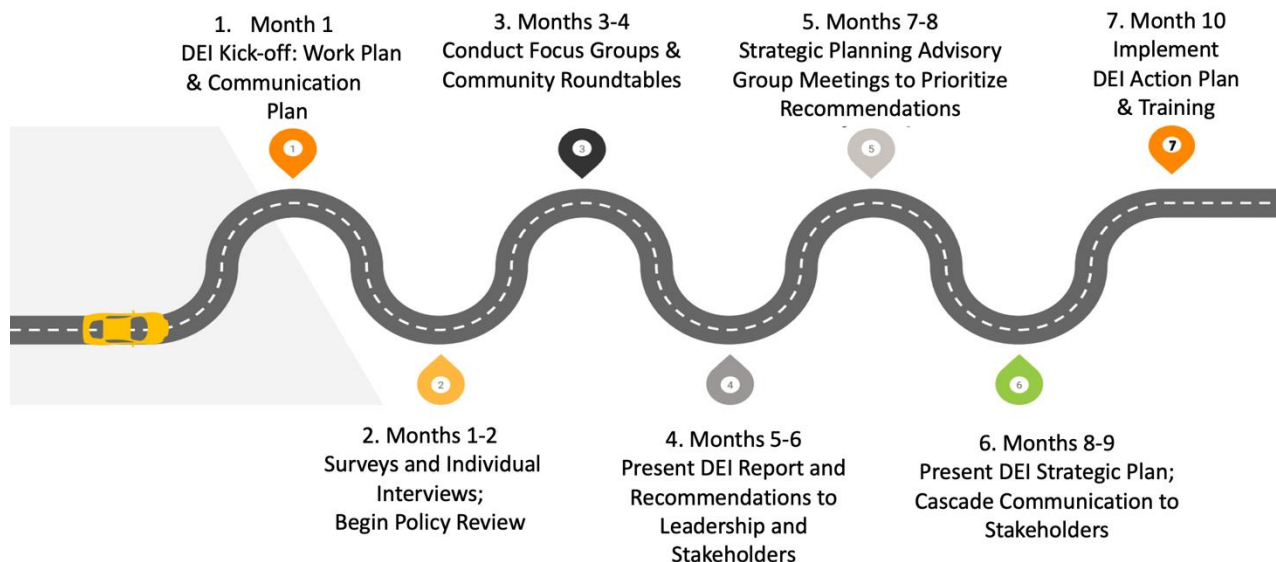 1. Month 1
DEI Kick-off: Work Plan
& Communication
Plan
3. Months 3-4
Conduct Focus Groups &
Community Roundtables
5. Months 7-8
Strategic Planning Advisory
Group Meetings to Prioritize
Recommendations
7. Month 10
Implement
DEI Action Plan
& Training
1
3
5
7
2
4
6
2. Months 1-2
Surveys and Individual
Interviews;
Begin Policy Review
4. Months 5-6
Present DEI Report and
Recommendations to
Leadership and
Stakeholders
6. Months 8-9
Present DEI Strategic Plan;
Cascade Communication to
Stakeholders